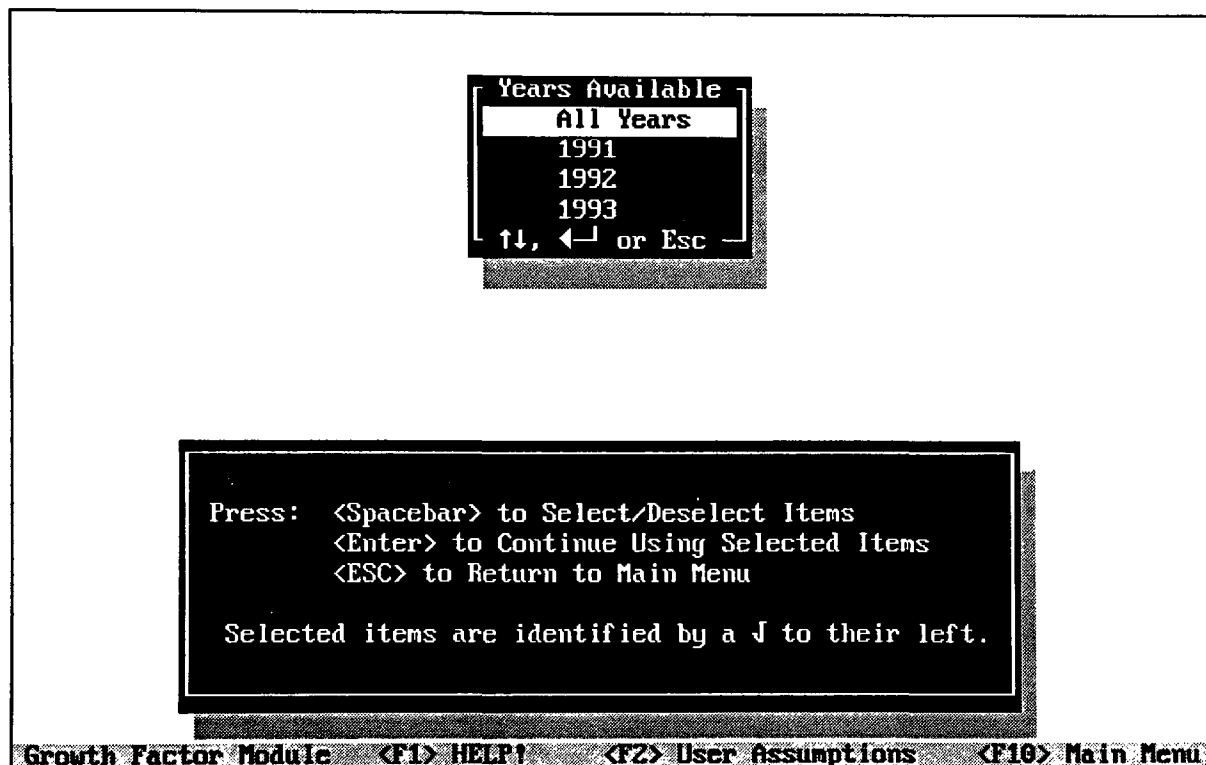 Years Available
All Years
1991
1992
1993
↑↓, ◄─┘ or Esc
Press: <Spacebar> to Select/Deselect Items
<Enter> to Continue Using Selected Items
<ESC> to Return to Main Menu
Selected items are identified by a √ to their left.
Growth Factor Module <F1> HELP! <F2> User Assumptions <F10> Main Menu